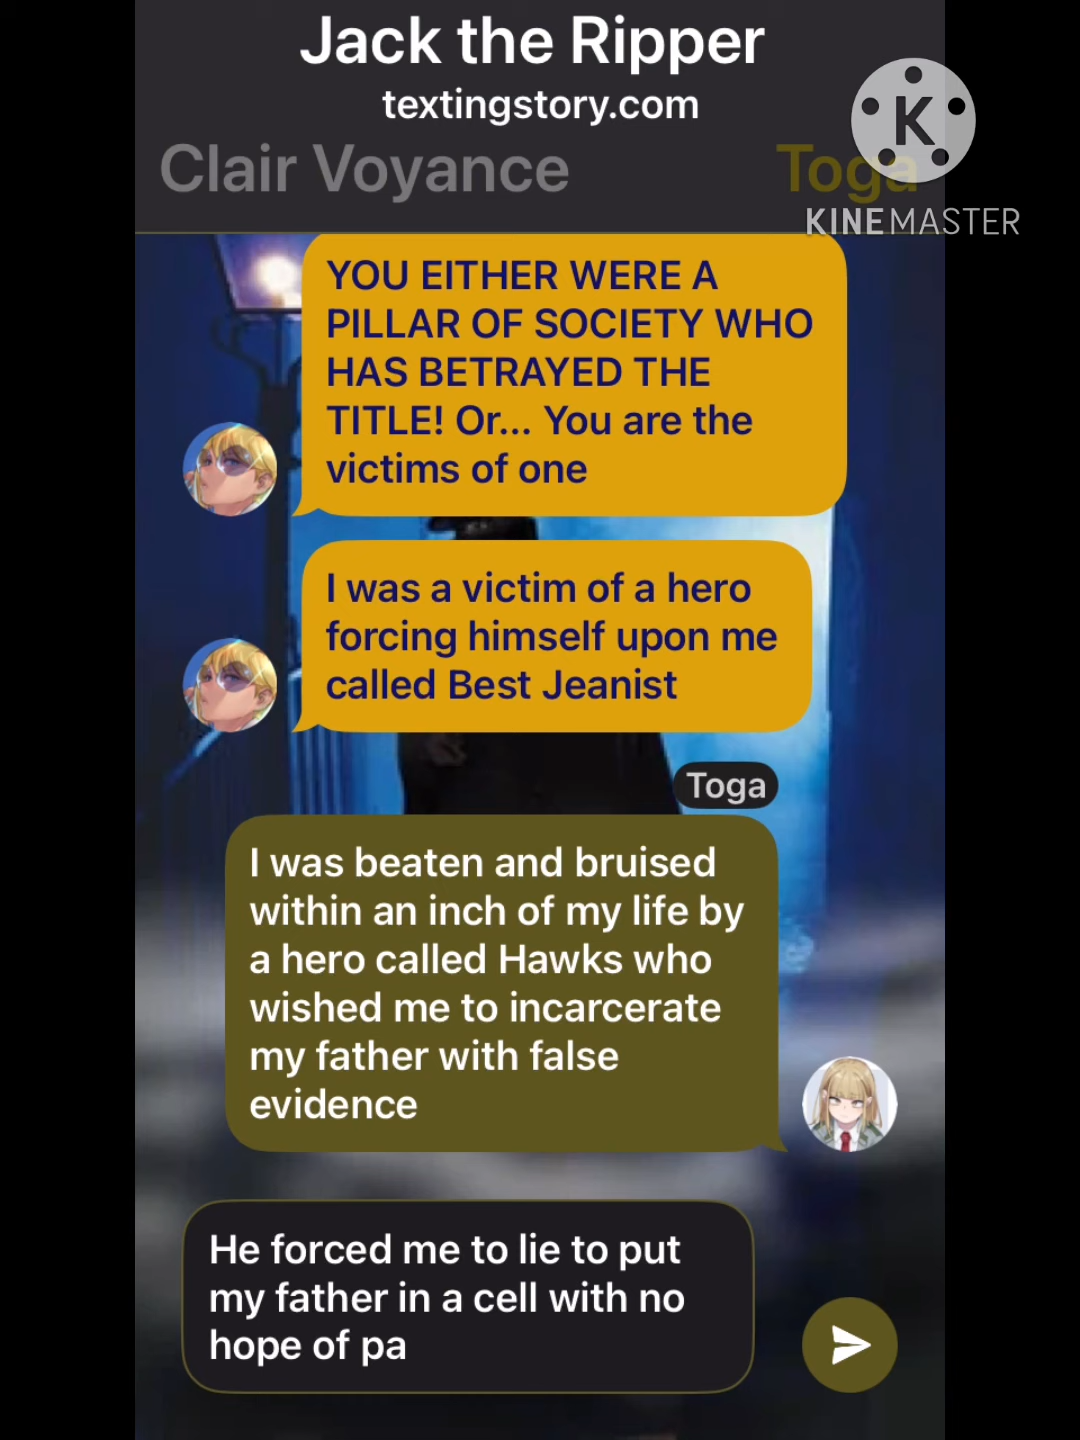 Jack the Ripper
textingstory.com
Clair Voyance
Toga
K
KINEMASTER
YOU EITHER WERE A
PILLAR OF SOCIETY WHO
HAS BETRAYED THE
TITLE! Or... You are the
victims of one
I was a victim of a hero
forcing himself upon me
called Best Jeanist
Toga
I was beaten and bruised
within an inch of my life by
a hero called Hawks who
wished me to incarcerate
my father with false
evidence
He forced me to lie to put
my father in a cell with no
hope of pa